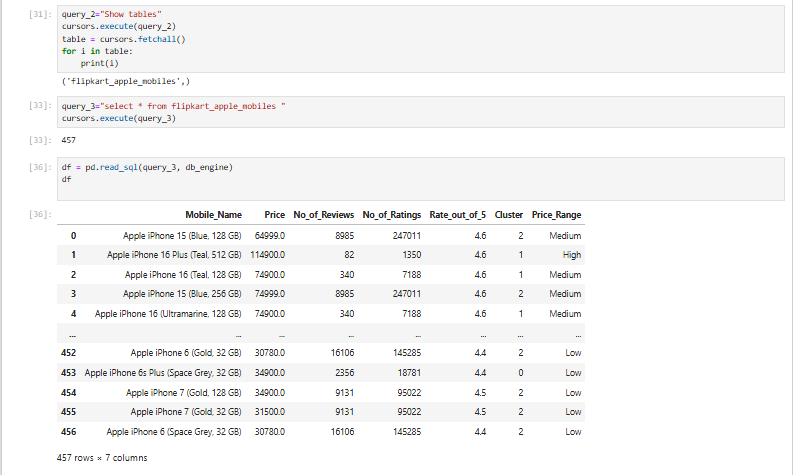 [31]: query_2="Show tables"
cursors.execute(query_2)
table = cursors.fetchall()
for i in table:
    print(i)
('flipkart_apple_mobiles',)
[33]: query_3="select * from flipkart_apple_mobiles "
cursors.execute(query_3)
[33]: 457
[36]: df = pd.read_sql(query_3, db_engine)
df
[36]:
Mobile_Name Price No_of_Reviews No_of_Ratings Rate_out_of_5 Cluster Price_Range
0 Apple iPhone 15 (Blue, 128 GB) 64999.0 8985 247011 4.6 2 Medium
1 Apple iPhone 16 Plus (Teal, 512 GB) 114900.0 82 1350 4.6 1 High
2 Apple iPhone 16 (Teal, 128 GB) 74900.0 340 7188 4.6 1 Medium
3 Apple iPhone 15 (Blue, 256 GB) 74999.0 8985 247011 4.6 2 Medium
4 Apple iPhone 16 (Ultramarine, 128 GB) 74900.0 340 7188 4.6 1 Medium
... ... ... ... ... ... ... ...
452 Apple iPhone 6 (Gold, 32 GB) 30780.0 16106 145285 4.4 2 Low
453 Apple iPhone 6s Plus (Space Grey, 32 GB) 34900.0 2356 18781 4.4 0 Low
454 Apple iPhone 7 (Gold, 128 GB) 34900.0 9131 95022 4.5 2 Low
455 Apple iPhone 7 (Gold, 32 GB) 31500.0 9131 95022 4.5 2 Low
456 Apple iPhone 6 (Space Grey, 32 GB) 30780.0 16106 145285 4.4 2 Low
457 rows × 7 columns